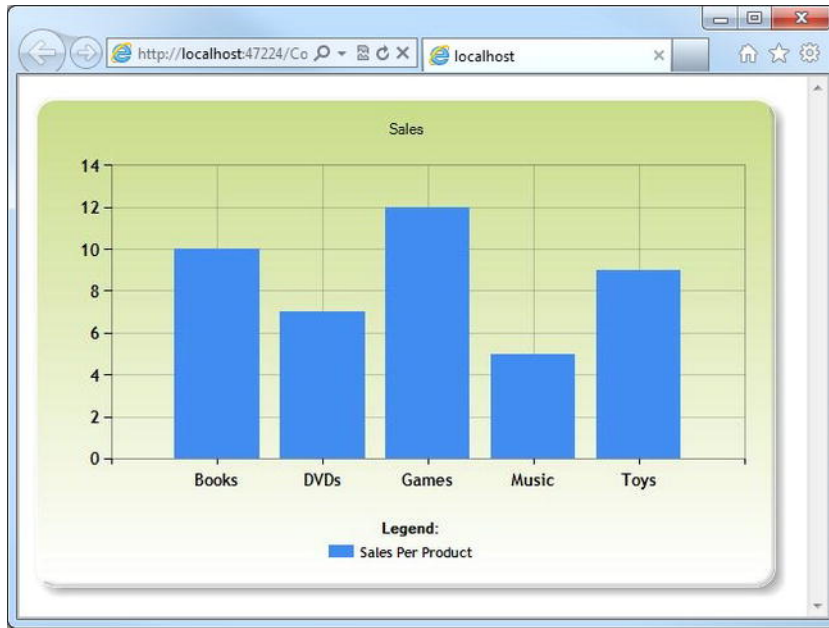 http://localhost:47224/Co
localhost
Sales
14
12
10
8
6
4
2
0
Books DVDs Games Music Toys
Legend:
Sales Per Product